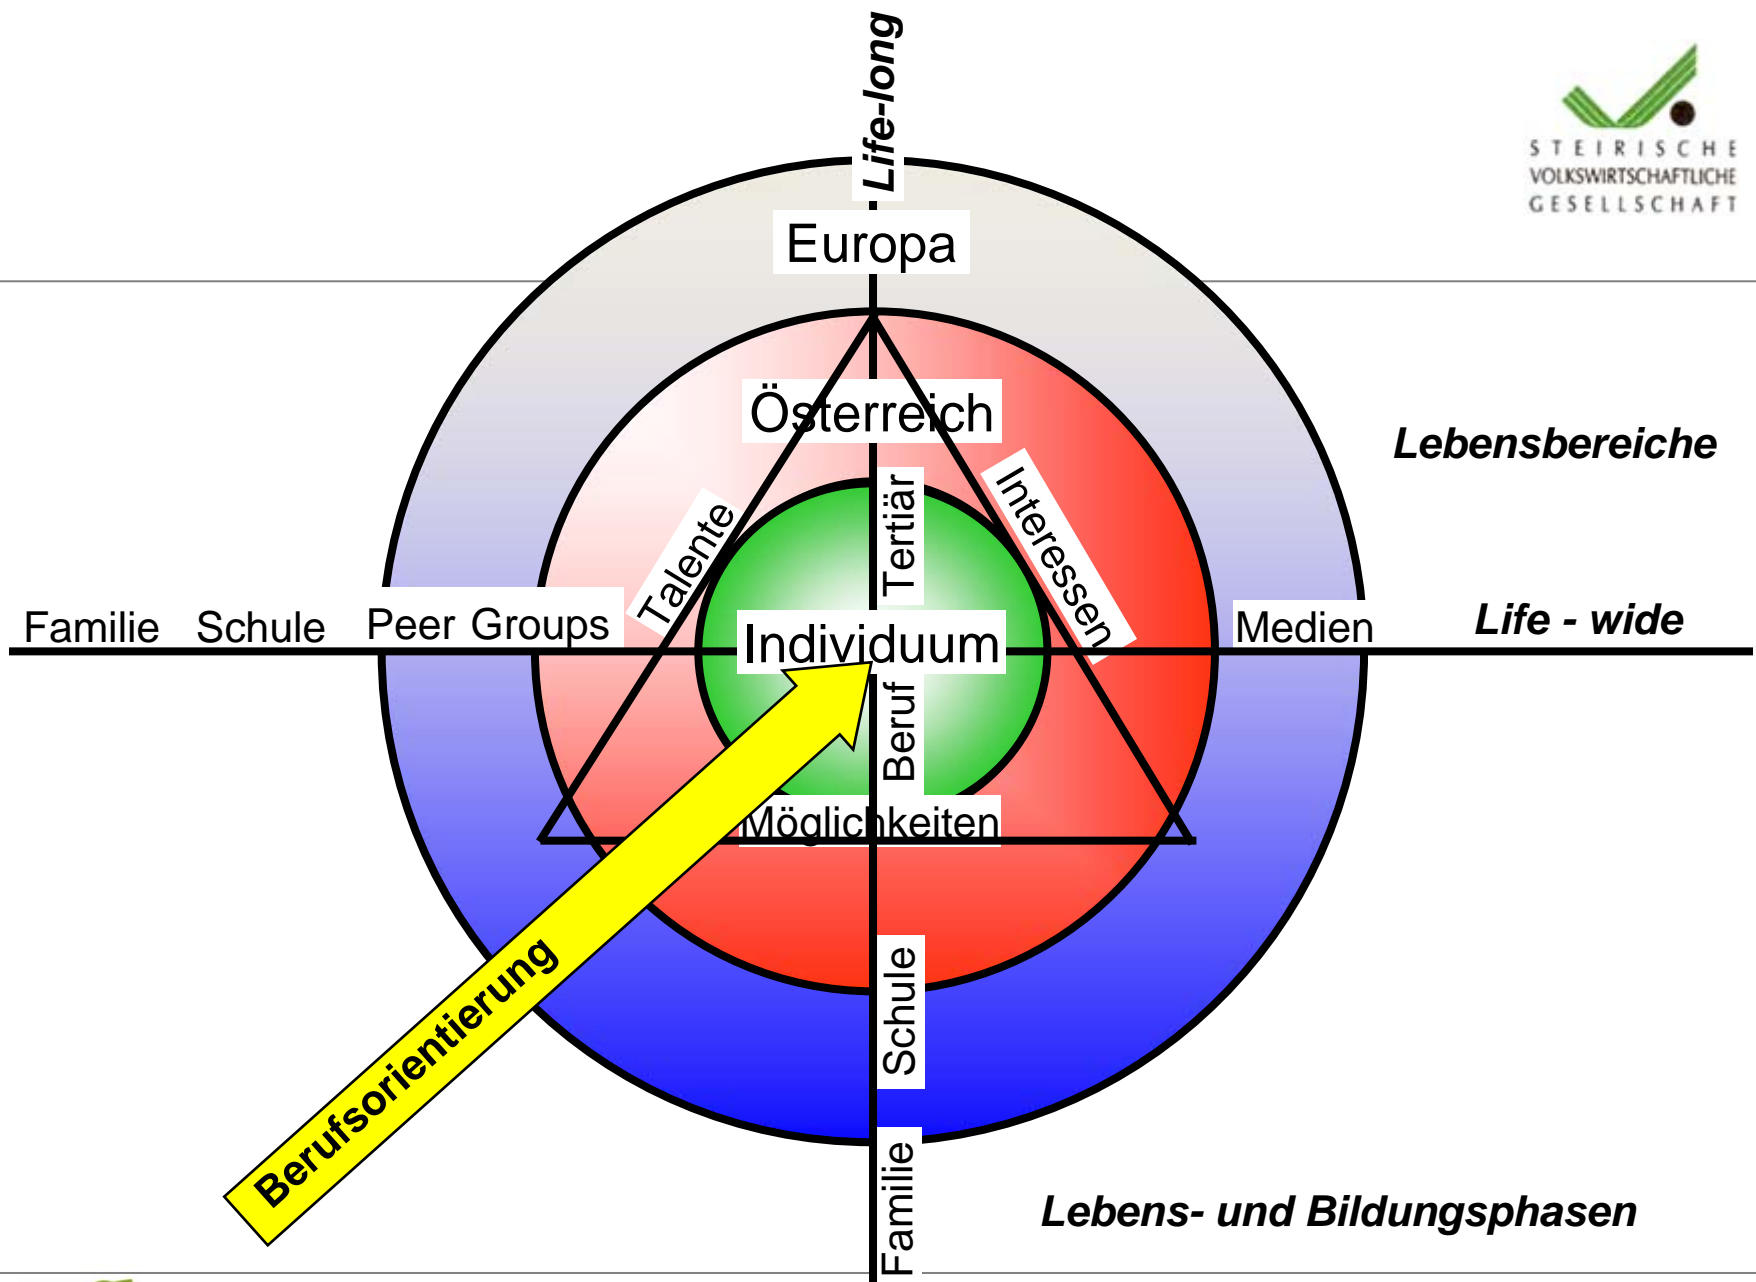 Life-long
STEIRISCHE
VOLKSWIRTSCHAFTLICHE
GESELLSCHAFT
Europa
Österreich
Lebensbereiche
Talente
Tertiär
Interessen
Familie Schule Peer Groups
Individuum
Medien
Life - wide
Beruf
Möglichkeiten
Berufsorientierung
Schule
Familie
Lebens- und Bildungsphasen